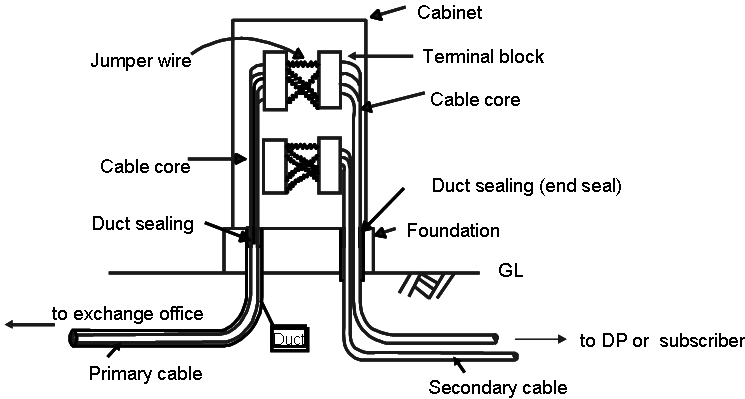 Cabinet
Jumper wire
Terminal block
Cable core
Cable core
Duct sealing (end seal)
Duct sealing
Foundation
GL
to exchange office
Duct
to DP or subscriber
Primary cable
Secondary cable